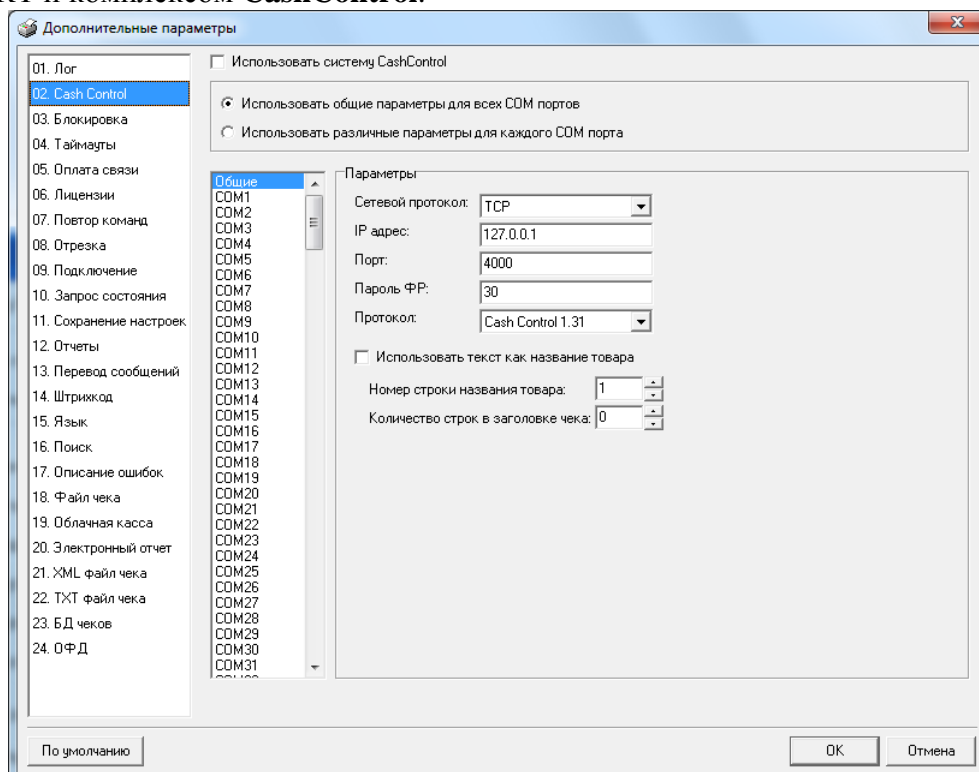 и комплексом CashControl.
Дополнительные параметры
01. Лог
02. Cash Control
03. Блокировка
04. Таймауты
05. Оплата связи
06. Лицензии
07. Повтор команд
08. Отрезка
09. Подключение
10. Запрос состояния
11. Сохранение настроек
12. Отчеты
13. Перевод сообщений
14. Штрихкод
15. Язык
16. Поиск
17. Описание ошибок
18. Файл чека
19. Облачная касса
20. Электронный отчет
21. XML файл чека
22. TXT файл чека
23. БД чеков
24. ОФД
Использовать систему CashControl
Использовать общие параметры для всех COM портов
Использовать различные параметры для каждого COM порта
Общие
COM1
COM2
COM3
COM4
COM5
COM6
COM7
COM8
COM9
COM10
COM11
COM12
COM13
COM14
COM15
COM16
COM17
COM18
COM19
COM20
COM21
COM22
COM23
COM24
COM25
COM26
COM27
COM28
COM29
COM30
COM31
Параметры
Сетевой протокол: TCP
IP адрес: 127.0.0.1
Порт: 4000
Пароль ФР: 30
Протокол: Cash Control 1.31
Использовать текст как название товара
Номер строки названия товара: 1
Количество строк в заголовке чека: 0
По умолчанию
OK
Отмена